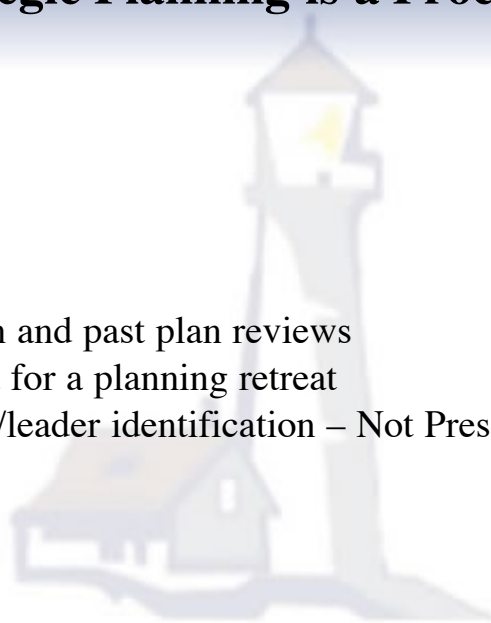 egic Planning is a Proc
n and past plan reviews
for a planning retreat
/leader identification – Not Pres